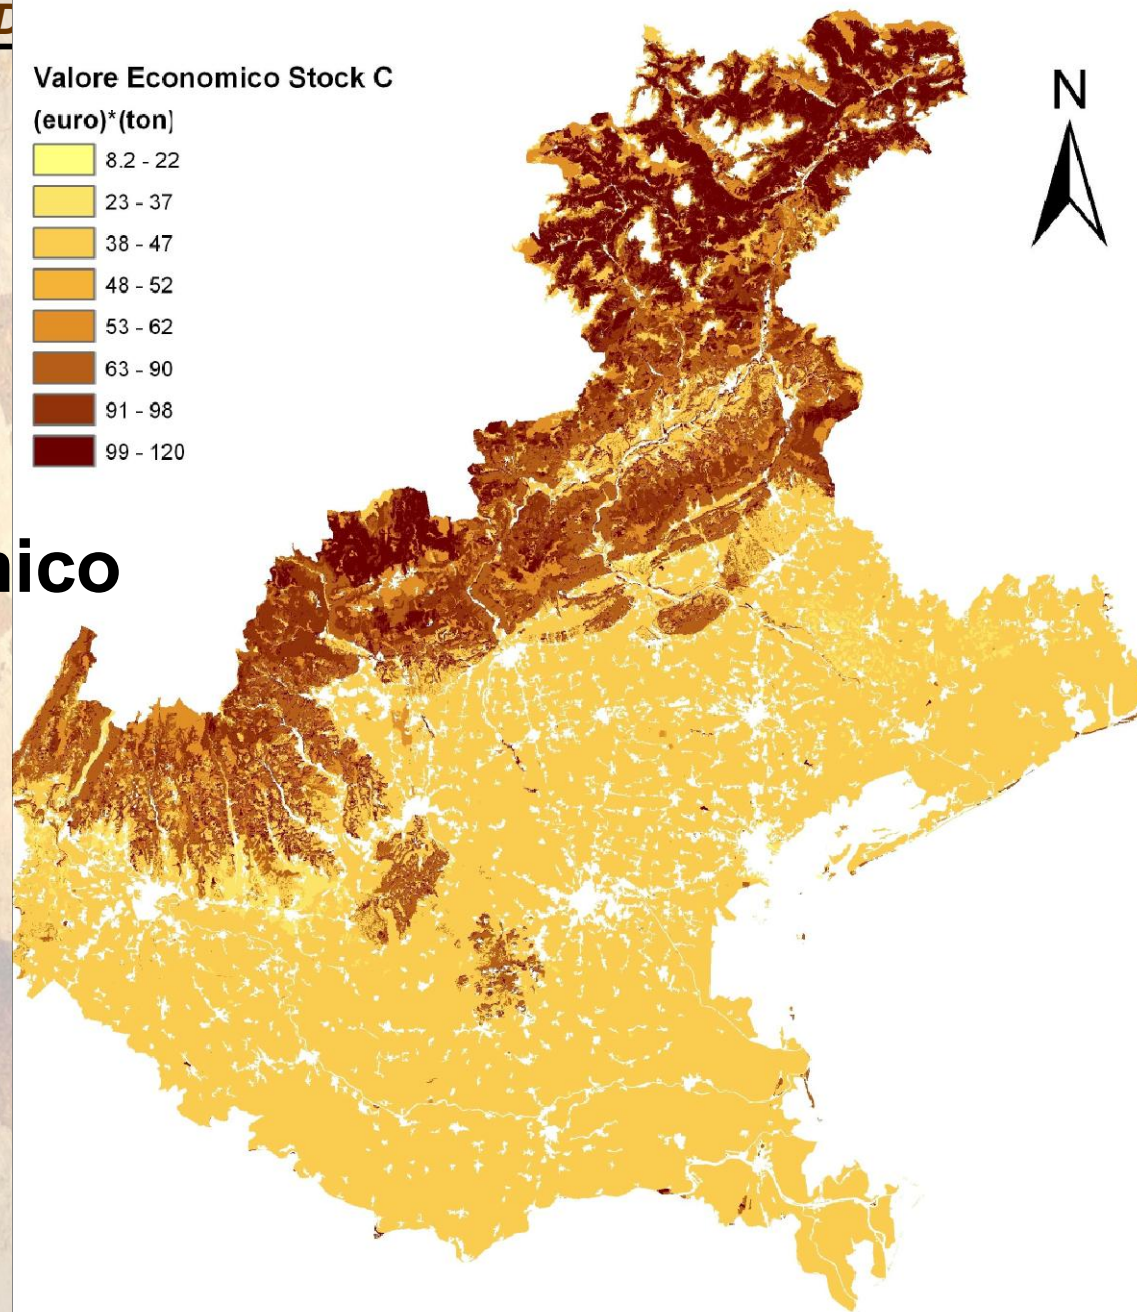 D
Valore Economico Stock C
(euro)*(ton)
8.2 - 22
23 - 37
38 - 47
48 - 52
53 - 62
63 - 90
91 - 98
99 - 120
N
nico